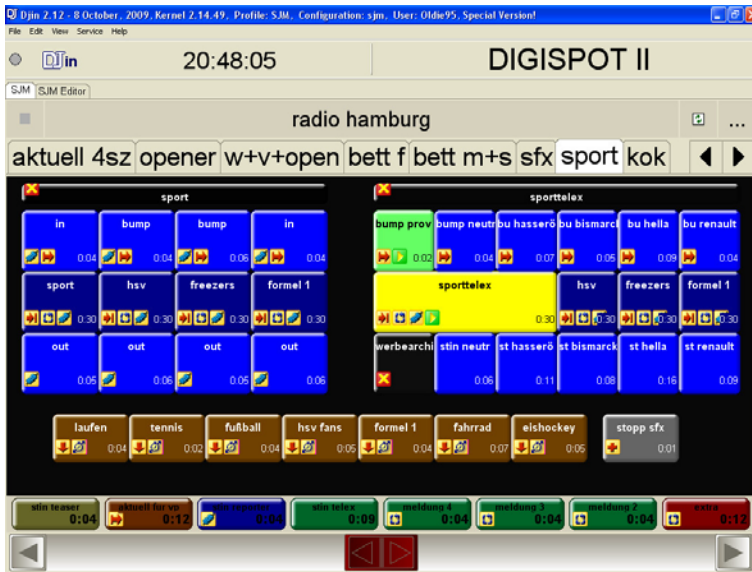 Djin 2.12 - 8 October, 2009, Kernel 2.14.49, Profile: SJM, Configuration: sjm, User: Oldie95, Special Version!
File Edit View Service Help
DJin 20:48:05 DIGISPOT II
SJM SJM Editor
radio hamburg ...
aktuell 4sz opener w+v+open bett f bett m+s sfx sport kok
sport sporttelex
in bump bump in bump prov bump neutr bu hasserö bu bismarcl bu hella bu renault
0:04 0:04 0:06 0:04 0:02 0:04 0:07 0:05 0:09 0:04
sport hsv freezers formel 1 sporttelex hsv freezers formel 1
0:30 0:30 0:30 0:30 0:30 0:30 0:30 0:30
out out out out werbearchi stin neutr st hasserö st bismarck st hella st renault
0:05 0:06 0:05 0:06 0:06 0:11 0:08 0:16 0:09
laufen tennis fußball hsv fans formel 1 fahrrad eishockey stopp sfx
0:04 0:02 0:04 0:05 0:04 0:07 0:05 0:01
stin teaser aktuell für vp stin reporter stin telex meldung 4 meldung 3 meldung 2 extra
0:04 0:12 0:04 0:09 0:04 0:04 0:04 0:12